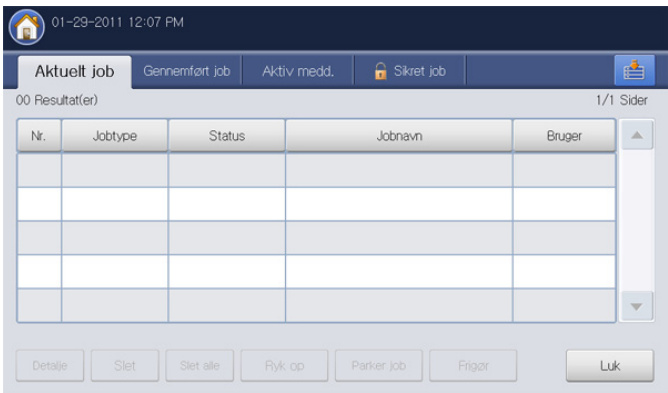 01-29-2011 12:07 PM
Aktuelt job Gennemført job Aktiv medd. Sikret job
00 Resultat(er) 1/1 Sider
Nr. Jobtype Status Jobnavn Bruger
Detalje Slet Slet alle Ryk op Parker job Frigør Luk